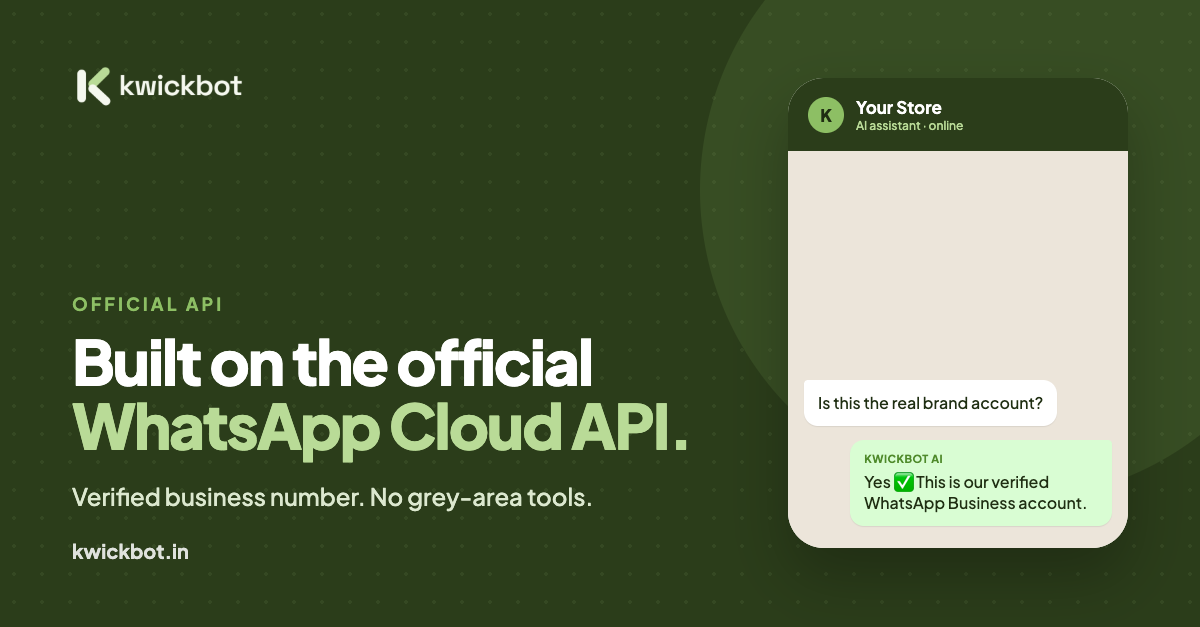 kwickbot
OFFICIAL API
Built on the official
WhatsApp Cloud API.
Verified business number. No grey-area tools.
kwickbot.in
K
Your Store
AI assistant · online
Is this the real brand account?
KWICKBOT AI
Yes ✅ This is our verified
WhatsApp Business account.